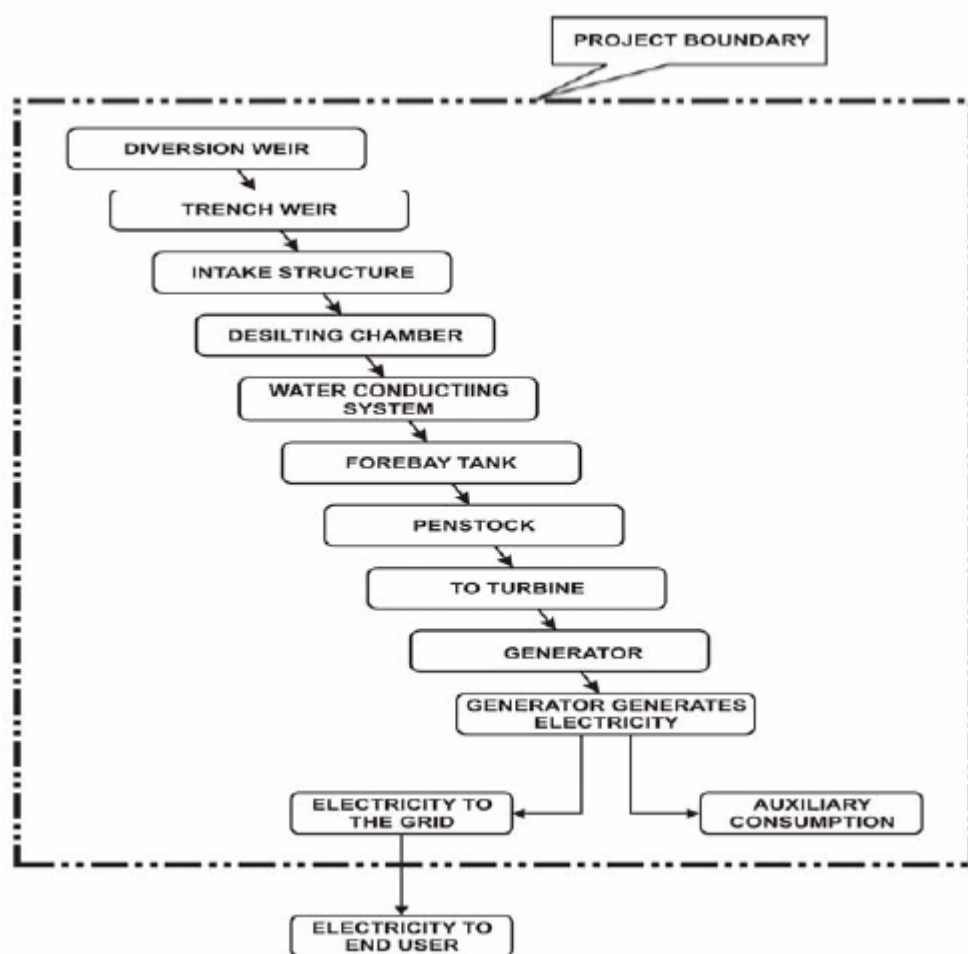 PROJECT BOUNDARY
DIVERSION WEIR
TRENCH WEIR
INTAKE STRUCTURE
DESILTING CHAMBER
WATER CONDUCTIING
SYSTEM
FOREBAY TANK
PENSTOCK
TO TURBINE
GENERATOR
GENERATOR GENERATES
ELECTRICITY
ELECTRICITY TO
THE GRID
AUXILIARY
CONSUMPTION
ELECTRICITY TO
END USER